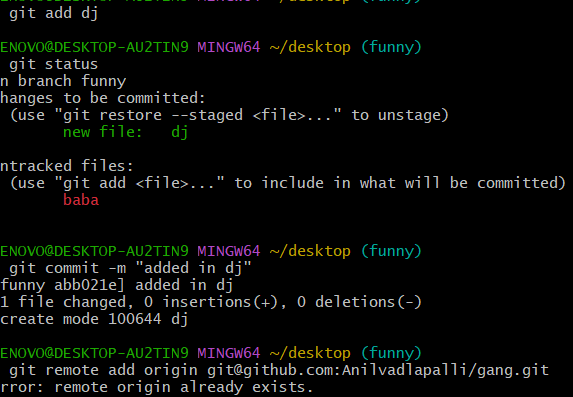 git add dj
ENOVO@DESKTOP-AU2TIN9 MINGW64 ~/desktop (funny)
git status
n branch funny
hanges to be committed:
(use "git restore --staged <file>..." to unstage)
new file:   dj
ntracked files:
(use "git add <file>..." to include in what will be committed)
baba
ENOVO@DESKTOP-AU2TIN9 MINGW64 ~/desktop (funny)
git commit -m "added in dj"
funny abb021e] added in dj
1 file changed, 0 insertions(+), 0 deletions(-)
create mode 100644 dj
ENOVO@DESKTOP-AU2TIN9 MINGW64 ~/desktop (funny)
git remote add origin git@github.com:Anilvadlapalli/gang.git
rror: remote origin already exists.